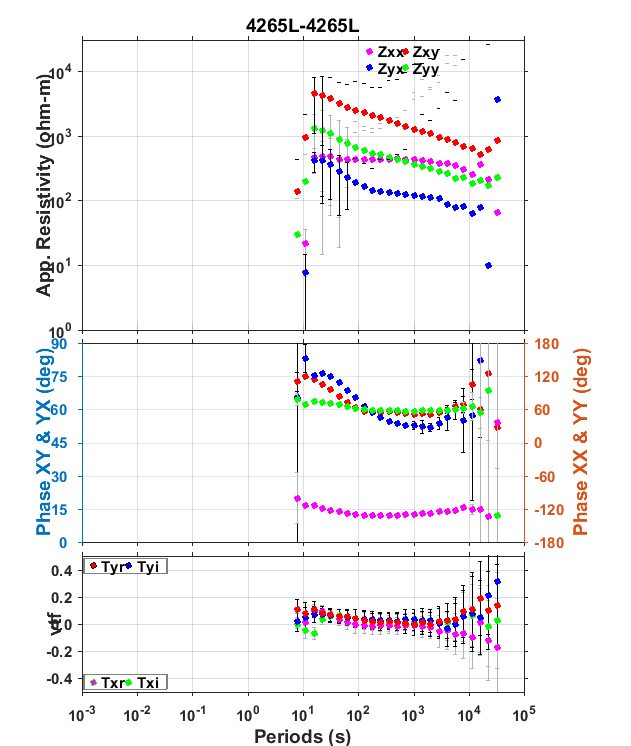 4265L-4265L
Zxx Zxy
Zyx Zyy
App. Resistivity (ohm-m)
10^4
10^3
10^2
10^1
10^0
Phase XY & YX (deg)
90
75
60
45
30
15
0
Phase XX & YY (deg)
180
120
60
0
-60
-120
-180
Tyr Tyi
vtf
0.4
0.2
0
-0.2
-0.4
Txr Txi
10^-3 10^-2 10^-1 10^0 10^1 10^2 10^3 10^4 10^5
Periods (s)